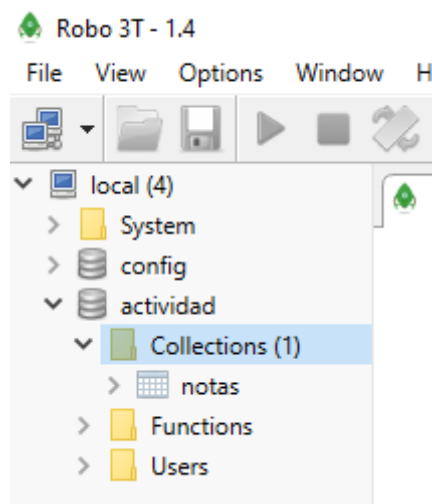 Robo 3T - 1.4
File View Options Window H
local (4)
System
config
actividad
Collections (1)
notas
Functions
Users